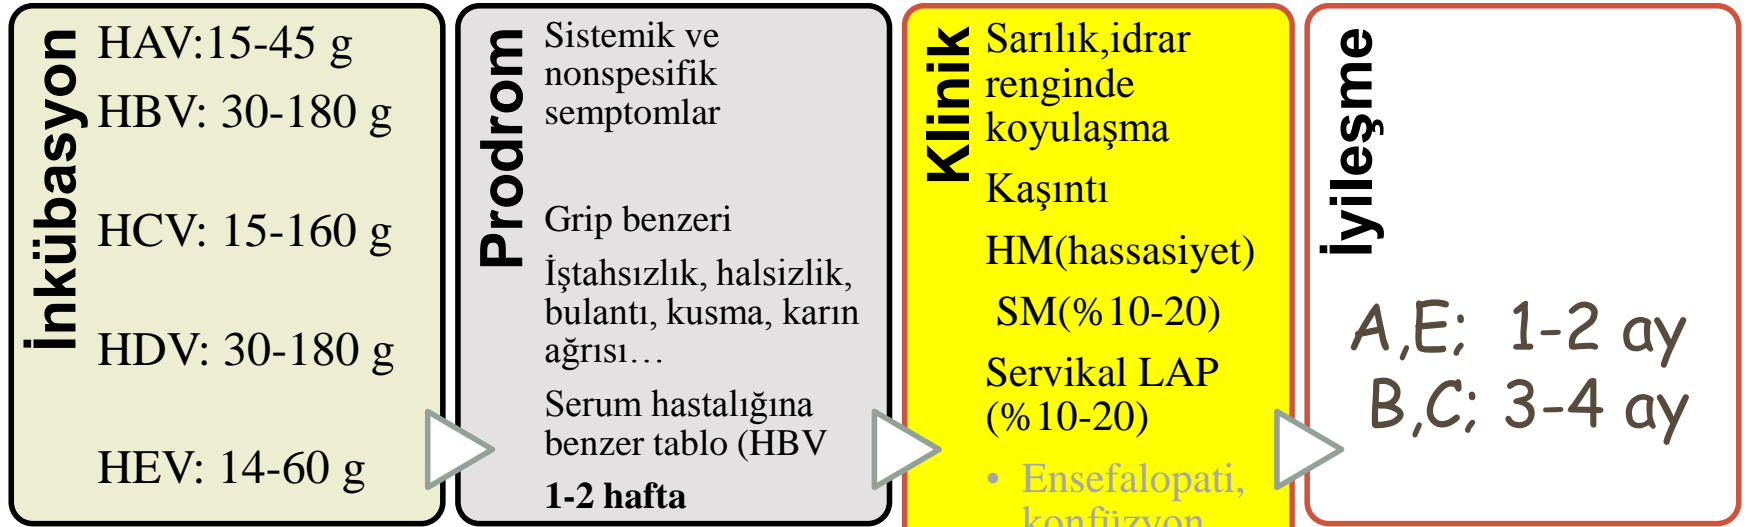 İnkübasyon
HAV:15-45 g
HBV: 30-180 g
HCV: 15-160 g
HDV: 30-180 g
HEV: 14-60 g
Prodrom
Sistemik ve
nonspesifik
semptomlar
Grip benzeri
İştahsızlık, halsizlik,
bulantı, kusma, karın
ağrısı…
Serum hastalığına
benzer tablo (HBV
1-2 hafta
Klinik
Sarılık,idrar
renginde
koyulaşma
Kaşıntı
HM(hassasiyet)
SM(%10-20)
Servikal LAP
(%10-20)
• Ensefalopati,
konfüzyon
İyileşme
A,E; 1-2 ay
B,C; 3-4 ay